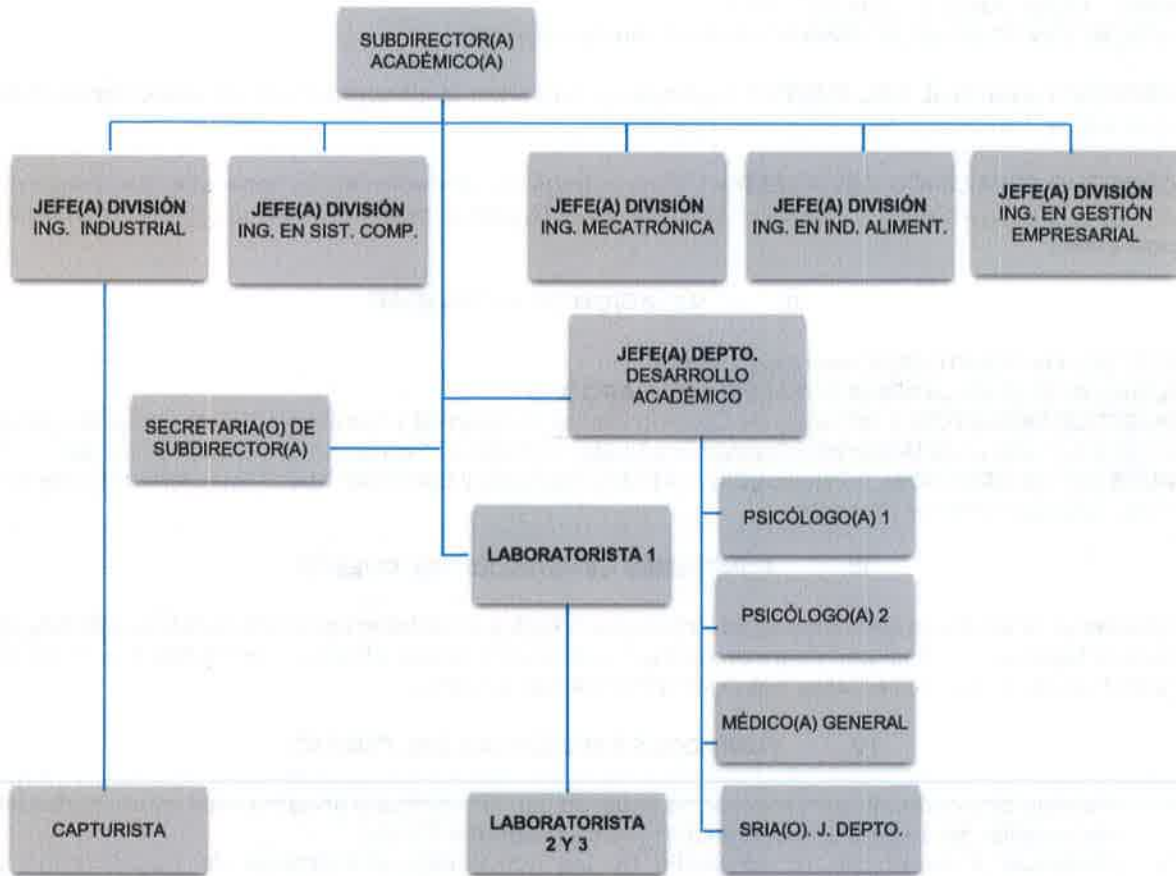 SUBDIRECTOR(A)
ACADÉMICO(A)
JEFE(A) DIVISIÓN
ING. INDUSTRIAL
JEFE(A) DIVISIÓN
ING. EN SIST. COMP.
JEFE(A) DIVISIÓN
ING. MECATRÓNICA
JEFE(A) DIVISIÓN
ING. EN IND. ALIMENT.
JEFE(A) DIVISIÓN
ING. EN GESTIÓN
EMPRESARIAL
JEFE(A) DEPTO.
DESARROLLO
ACADÉMICO
SECRETARIA(O) DE
SUBDIRECTOR(A)
PSICÓLOGO(A) 1
LABORATORISTA 1
PSICÓLOGO(A) 2
MÉDICO(A) GENERAL
CAPTURISTA
LABORATORISTA
2 Y 3
SRIA(O). J. DEPTO.